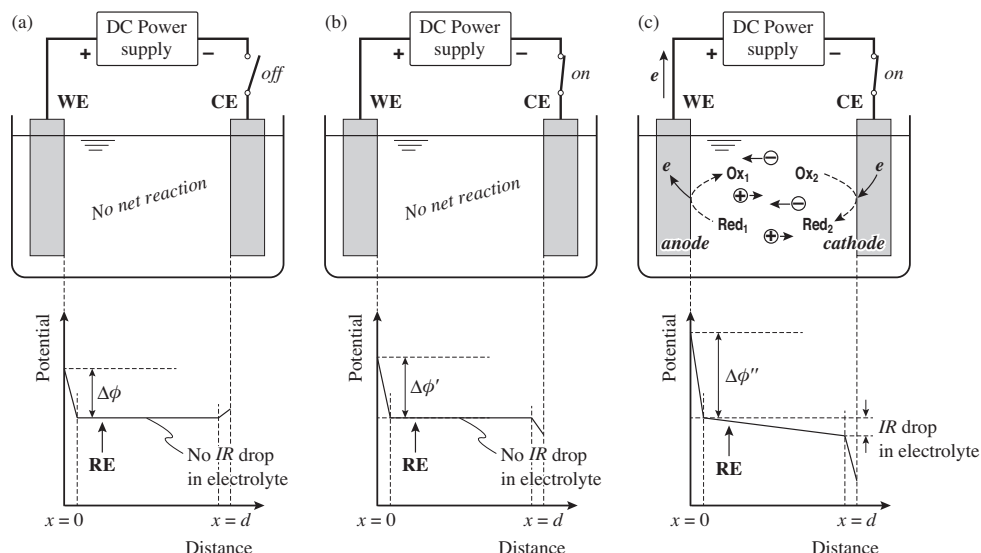 (a)
DC Power
supply
+
−
off
WE
CE
No net reaction
Potential
Δϕ
RE
No IR drop
in electrolyte
x = 0
x = d
Distance
(b)
DC Power
supply
+
−
on
WE
CE
No net reaction
Potential
Δϕ′
RE
No IR drop
in electrolyte
x = 0
x = d
Distance
(c)
DC Power
supply
+
−
e
on
WE
CE
e
Ox1
Ox2
e
−
+
−
Red1
Red2
+
anode
cathode
Potential
Δϕ′′
IR drop
in electrolyte
RE
x = 0
x = d
Distance